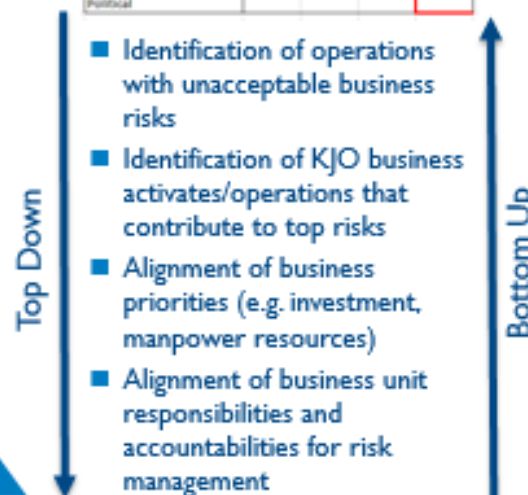 Political
Identification of operations
with unacceptable business
risks
Identification of KJO business
activates/operations that
contribute to top risks
Alignment of business
priorities (e.g. investment,
manpower resources)
Alignment of business unit
responsibilities and
accountabilities for risk
management
Top Down
Bottom Up